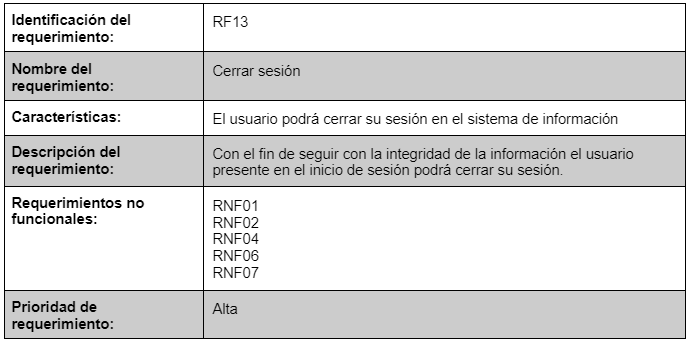 Identificación del
requerimiento:
RF13
Nombre del
requerimiento:
Cerrar sesión
Características:
El usuario podrá cerrar su sesión en el sistema de información
Descripción del
requerimiento:
Con el fin de seguir con la integridad de la información el usuario
presente en el inicio de sesión podrá cerrar su sesión.
Requerimientos no
funcionales:
RNF01
RNF02
RNF04
RNF06
RNF07
Prioridad de
requerimiento:
Alta